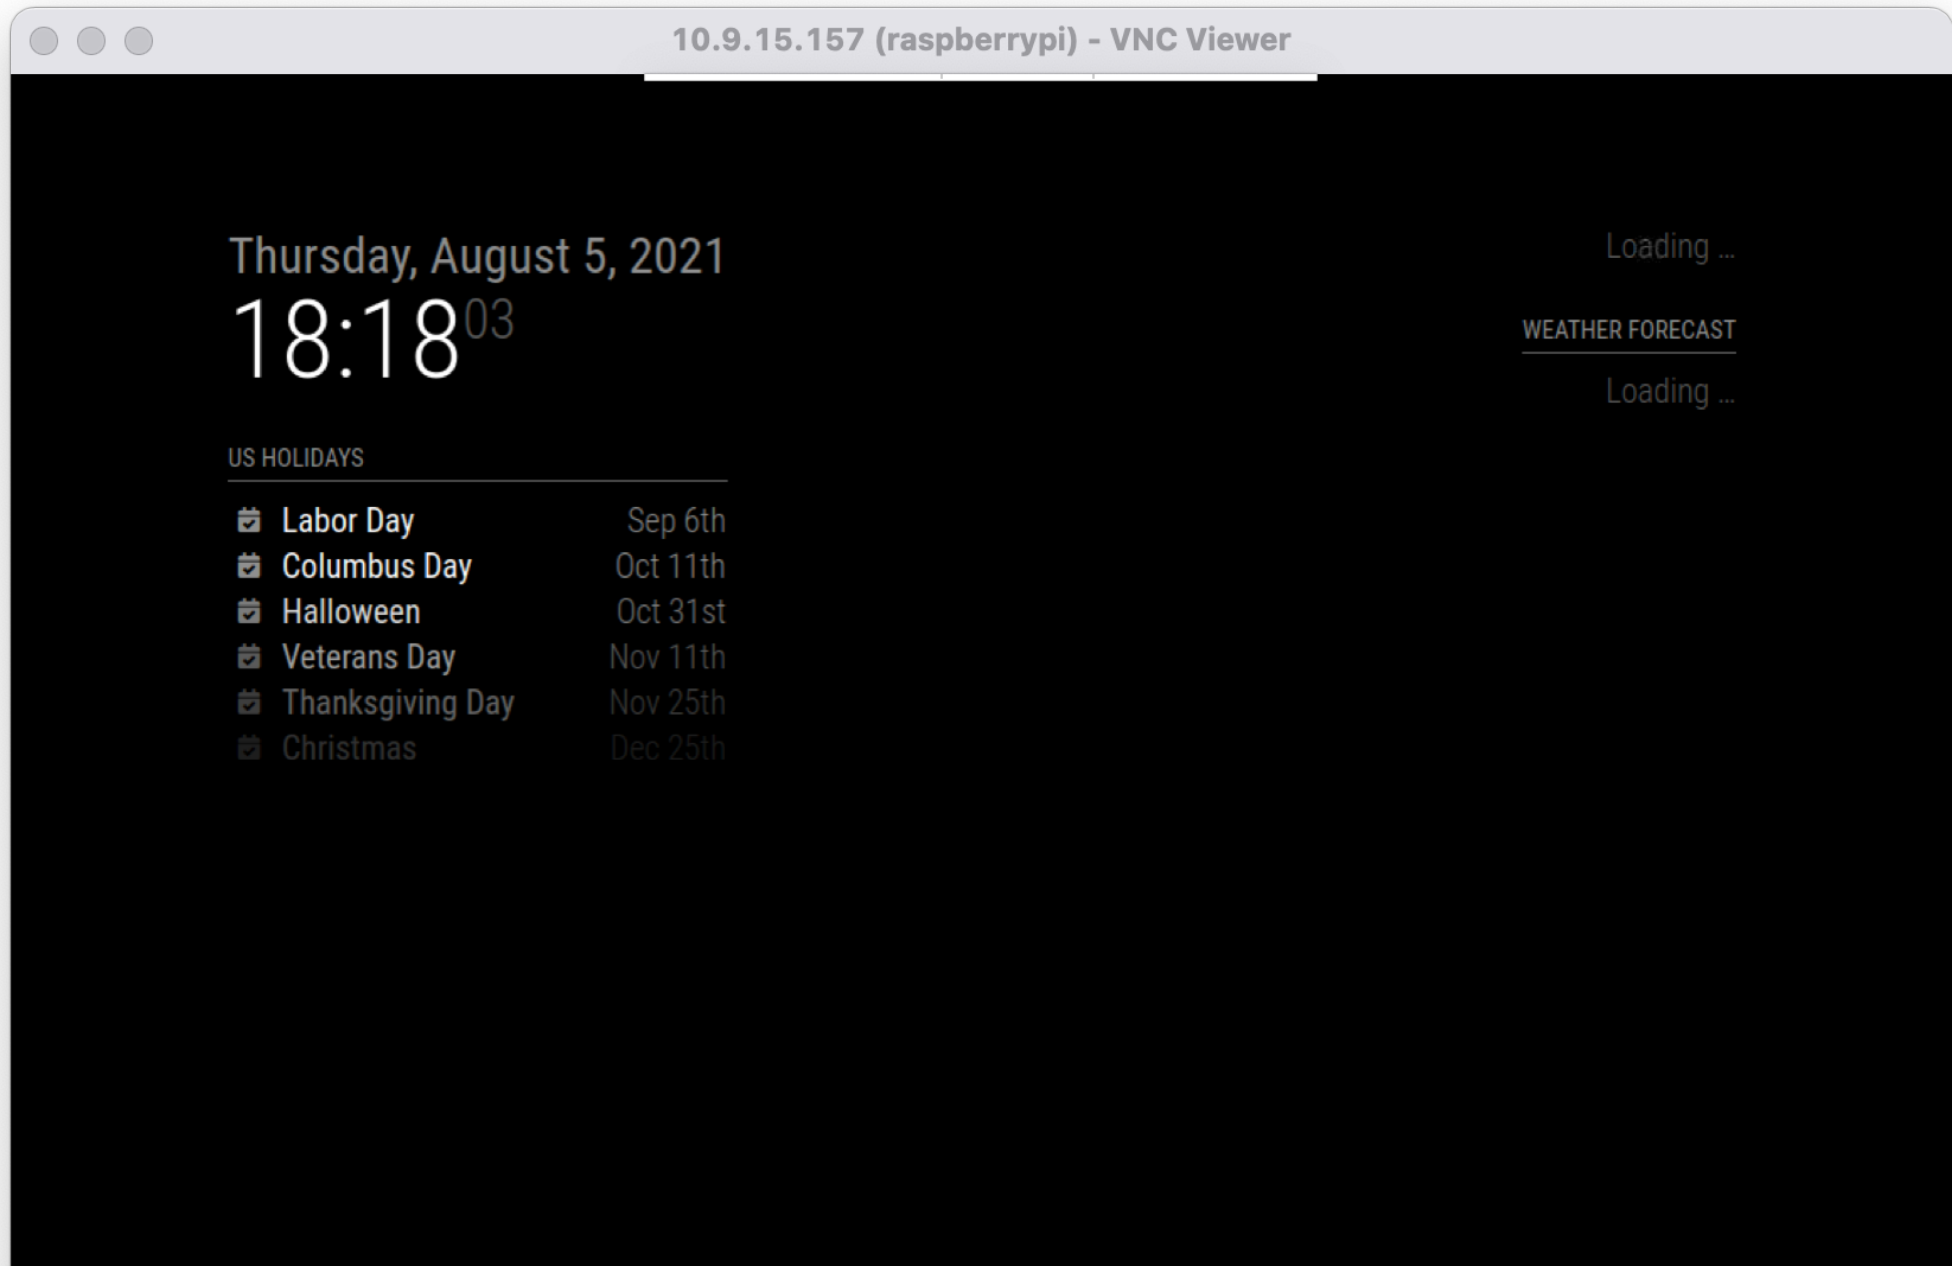 10.9.15.157 (raspberrypi) - VNC Viewer
Thursday, August 5, 2021
18:18 03
US HOLIDAYS
Labor Day Sep 6th
Columbus Day Oct 11th
Halloween Oct 31st
Veterans Day Nov 11th
Thanksgiving Day Nov 25th
Christmas Dec 25th
Loading ...
WEATHER FORECAST
Loading ...